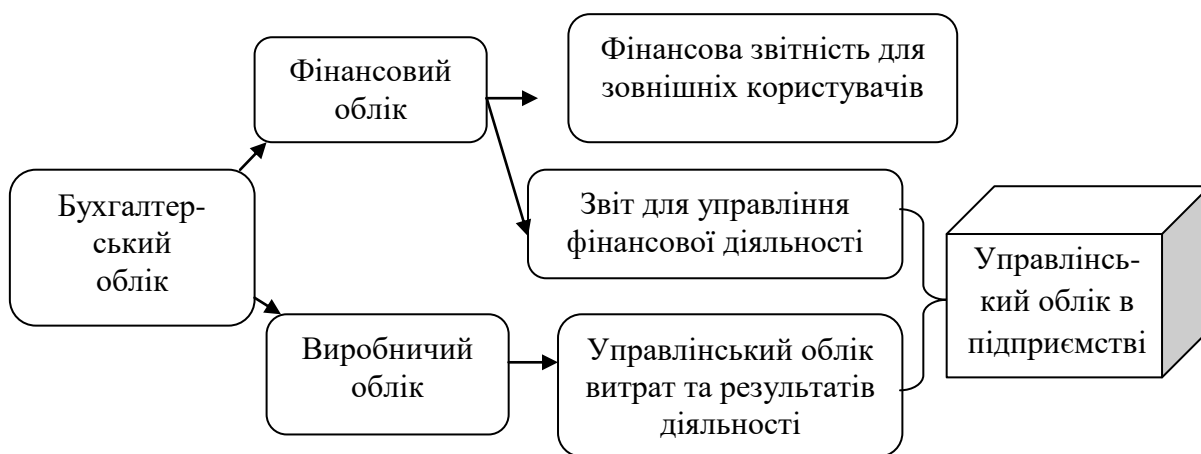 Фінансовий
облік
Фінансова звітність для
зовнішніх користувачів
Бухгалтер-
ський
облік
Звіт для управління
фінансової діяльності
Управлінсь-
кий облік в
підприємстві
Виробничий
облік
Управлінський облік
витрат та результатів
діяльності